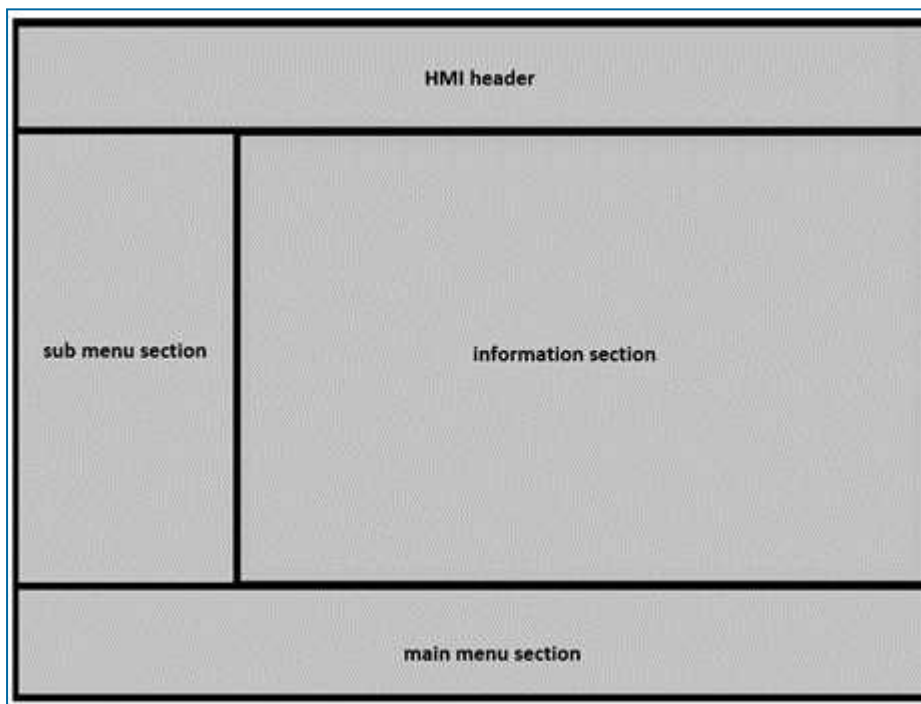 HMI header
sub menu section
information section
main menu section